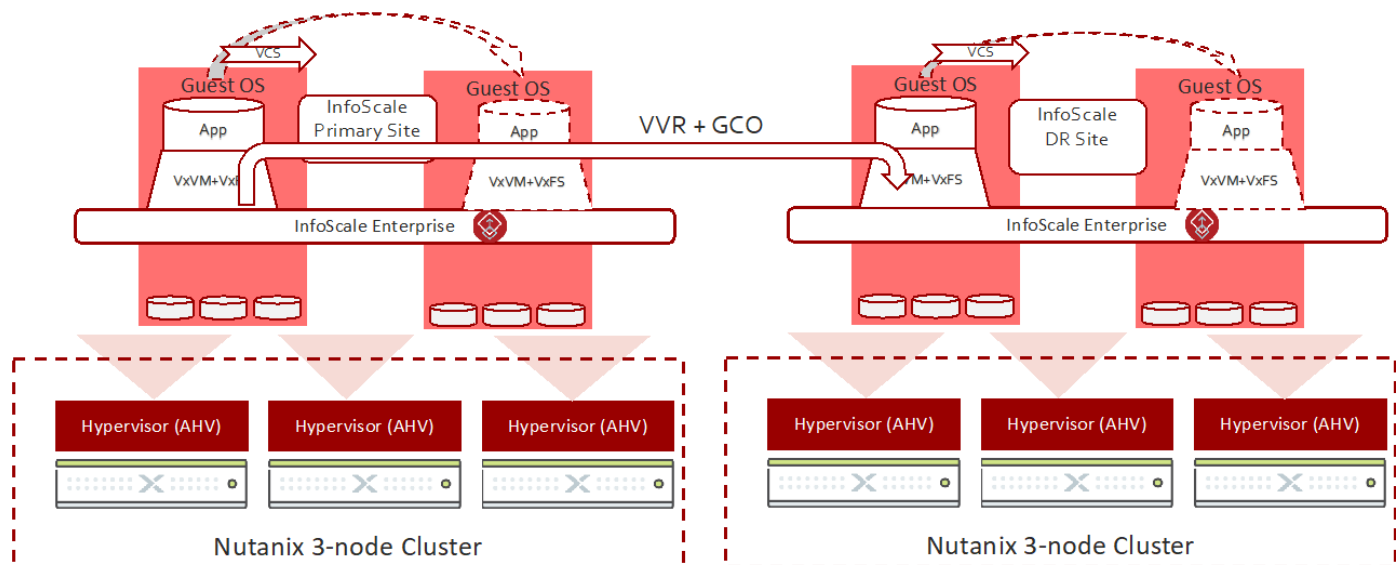 VCS
Guest OS
App
VxVM+VxF
InfoScale
Primary Site
Guest OS
App
VxVM+VxFS
InfoScale Enterprise
VVR + GCO
VCS
Guest OS
App
M+VxFS
InfoScale
DR Site
Guest OS
App
VxVM+VxFS
InfoScale Enterprise
Hypervisor (AHV)
Hypervisor (AHV)
Hypervisor (AHV)
Nutanix 3-node Cluster
Hypervisor (AHV)
Hypervisor (AHV)
Hypervisor (AHV)
Nutanix 3-node Cluster